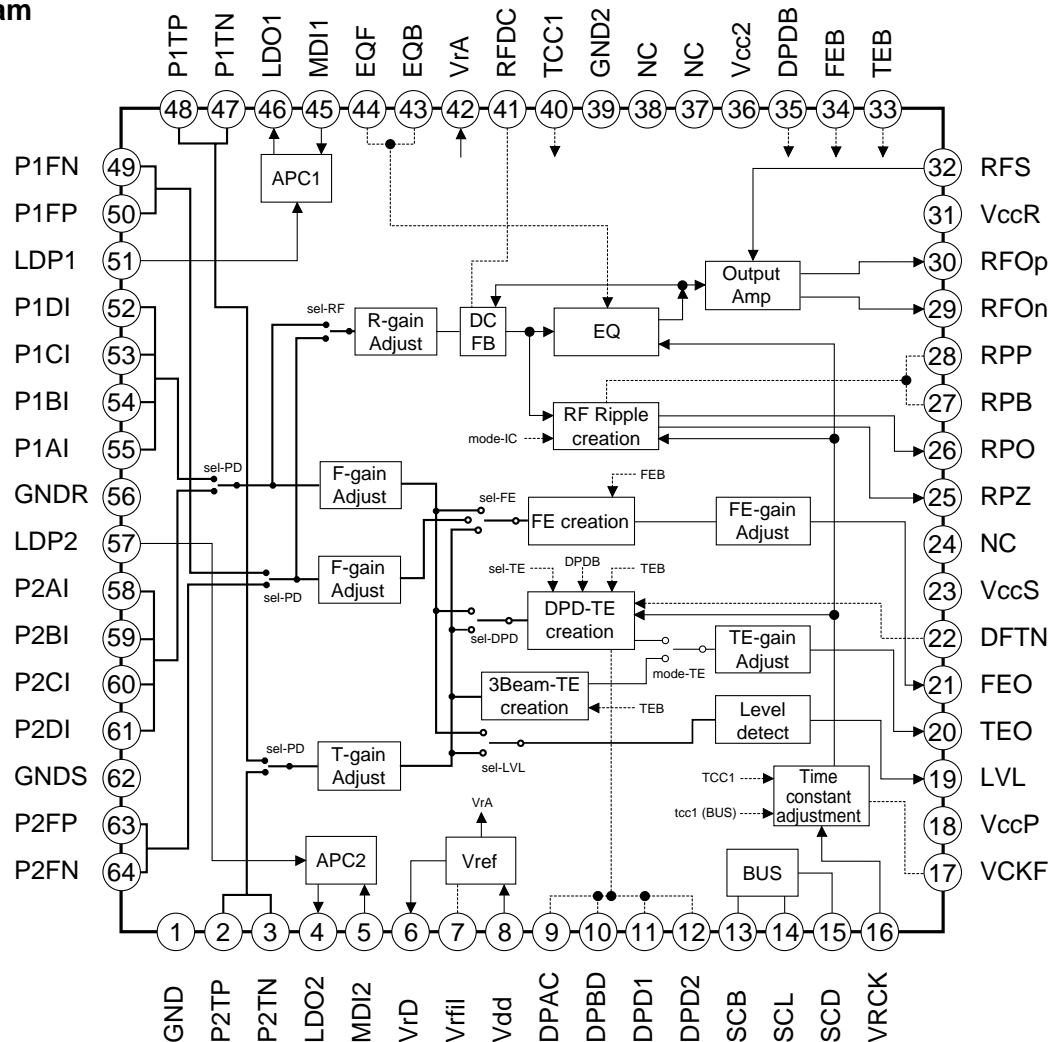 am
P1TP
P1TN
LDO1
MDI1
EQF
EQB
VrA
RFDC
TCC1
GND2
NC
NC
Vcc2
DPDB
FEB
TEB
48
47
46
45
44
43
42
41
40
39
38
37
36
35
34
33
P1FN
49
P1FP
50
LDP1
51
P1DI
52
P1CI
53
P1BI
54
P1AI
55
GNDR
56
LDP2
57
P2AI
58
P2BI
59
P2CI
60
P2DI
61
GNDS
62
P2FP
63
P2FN
64
32
RFS
31
VccR
30
RFOp
29
RFOn
28
RPP
27
RPB
26
RPO
25
RPZ
24
NC
23
VccS
22
DFTN
21
FEO
20
TEO
19
LVL
18
VccP
17
VCKF
APC1
Output
Amp
sel-RF
R-gain
Adjust
DC
FB
EQ
RF Ripple
creation
mode-IC
sel-PD
F-gain
Adjust
FEB
sel-FE
FE creation
FE-gain
Adjust
sel-PD
F-gain
Adjust
sel-TE
DPDB
TEB
DPD-TE
creation
sel-DPD
TE-gain
Adjust
mode-TE
3Beam-TE
creation
TEB
Level
detect
sel-LVL
sel-PD
T-gain
Adjust
TCC1
tcc1 (BUS)
Time
constant
adjustment
VrA
APC2
Vref
BUS
1
2
3
4
5
6
7
8
9
10
11
12
13
14
15
16
GND
P2TP
P2TN
LDO2
MDI2
VrD
Vrfil
Vdd
DPAC
DPBD
DPD1
DPD2
SCB
SCL
SCD
VRCK